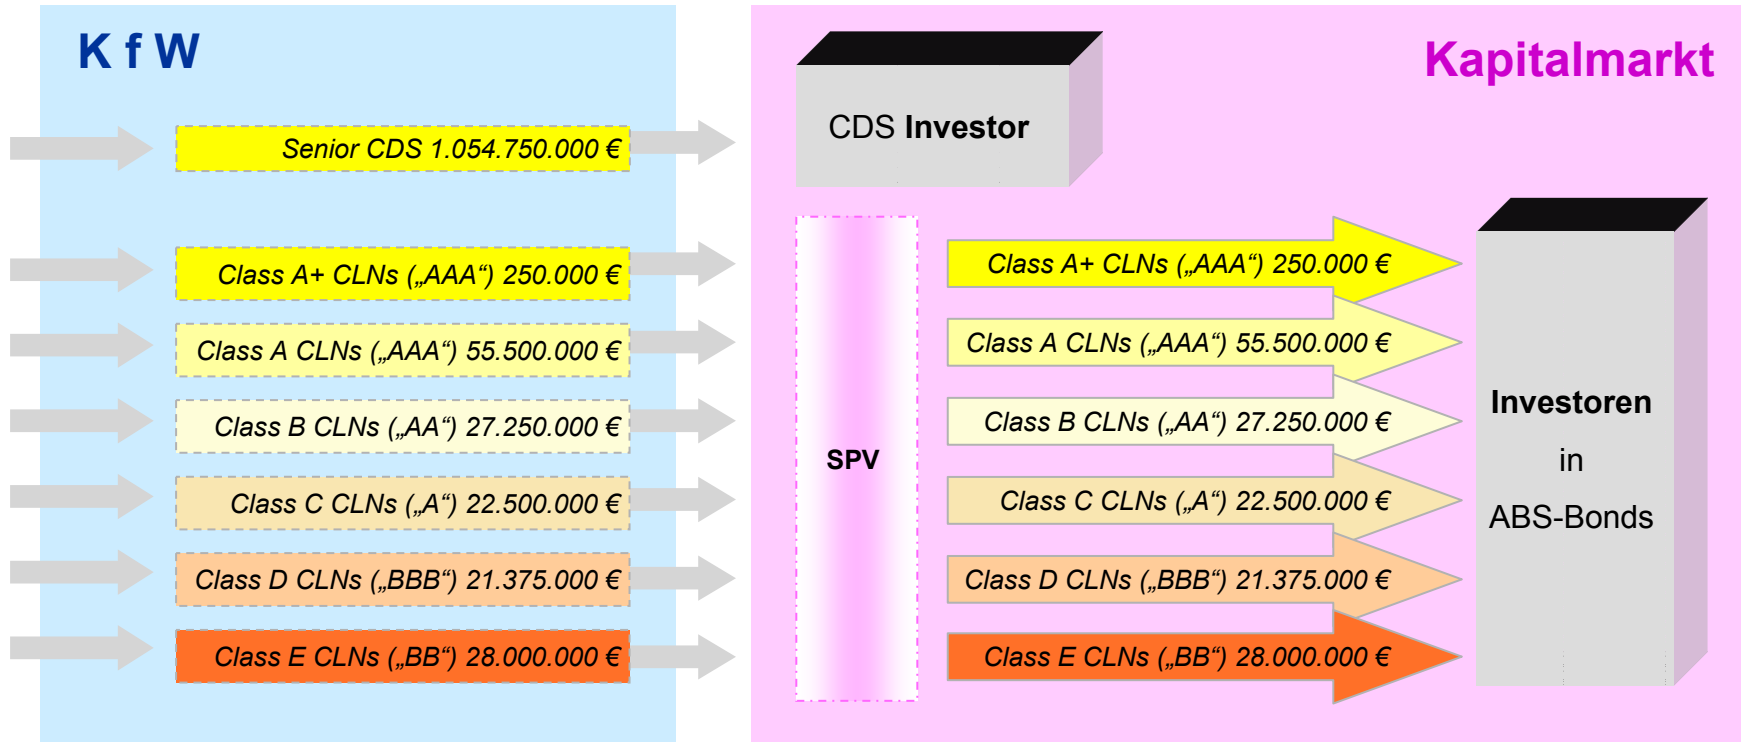 K f W
Kapitalmarkt
CDS Investor
Senior CDS 1.054.750.000 €
Class A+ CLNs („AAA“) 250.000 €
Class A CLNs („AAA“) 55.500.000 €
Class B CLNs („AA“) 27.250.000 €
Class C CLNs („A“) 22.500.000 €
Class D CLNs („BBB“) 21.375.000 €
Class E CLNs („BB“) 28.000.000 €
SPV
Class A+ CLNs („AAA“) 250.000 €
Class A CLNs („AAA“) 55.500.000 €
Class B CLNs („AA“) 27.250.000 €
Class C CLNs („A“) 22.500.000 €
Class D CLNs („BBB“) 21.375.000 €
Class E CLNs („BB“) 28.000.000 €
Investoren
in
ABS-Bonds